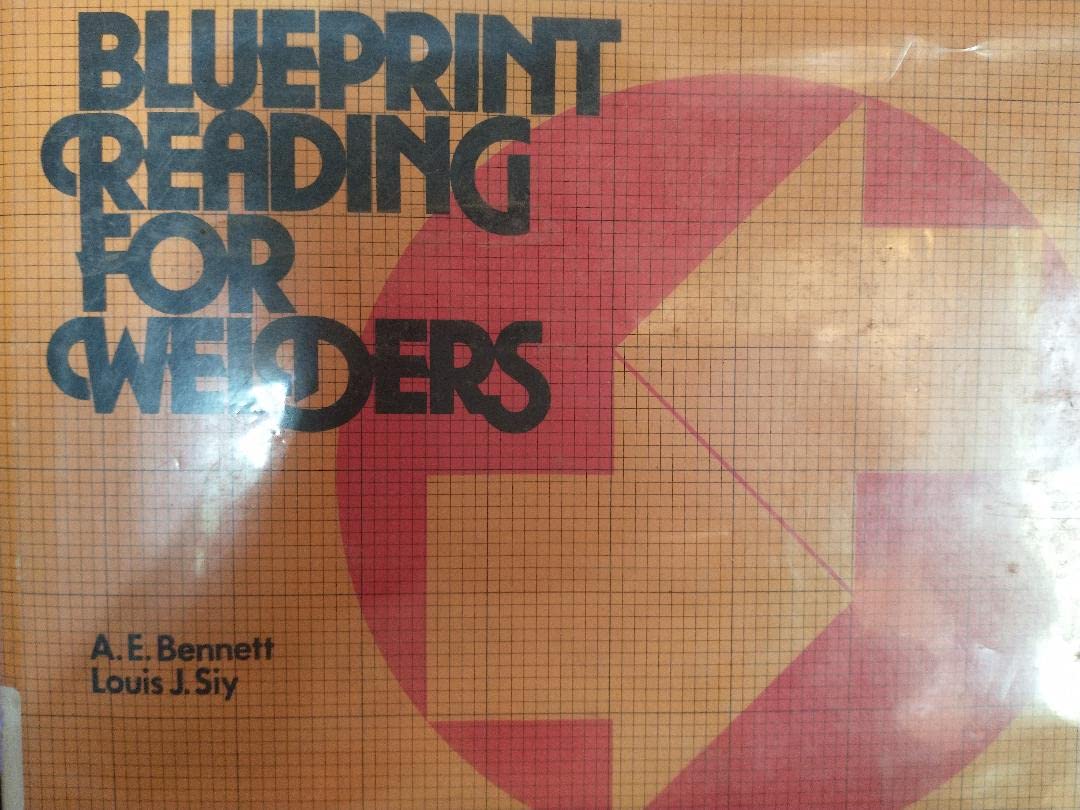 BLUEPRINT
READING
FOR
WELDERS
A. E. Bennett
Louis J. Siy